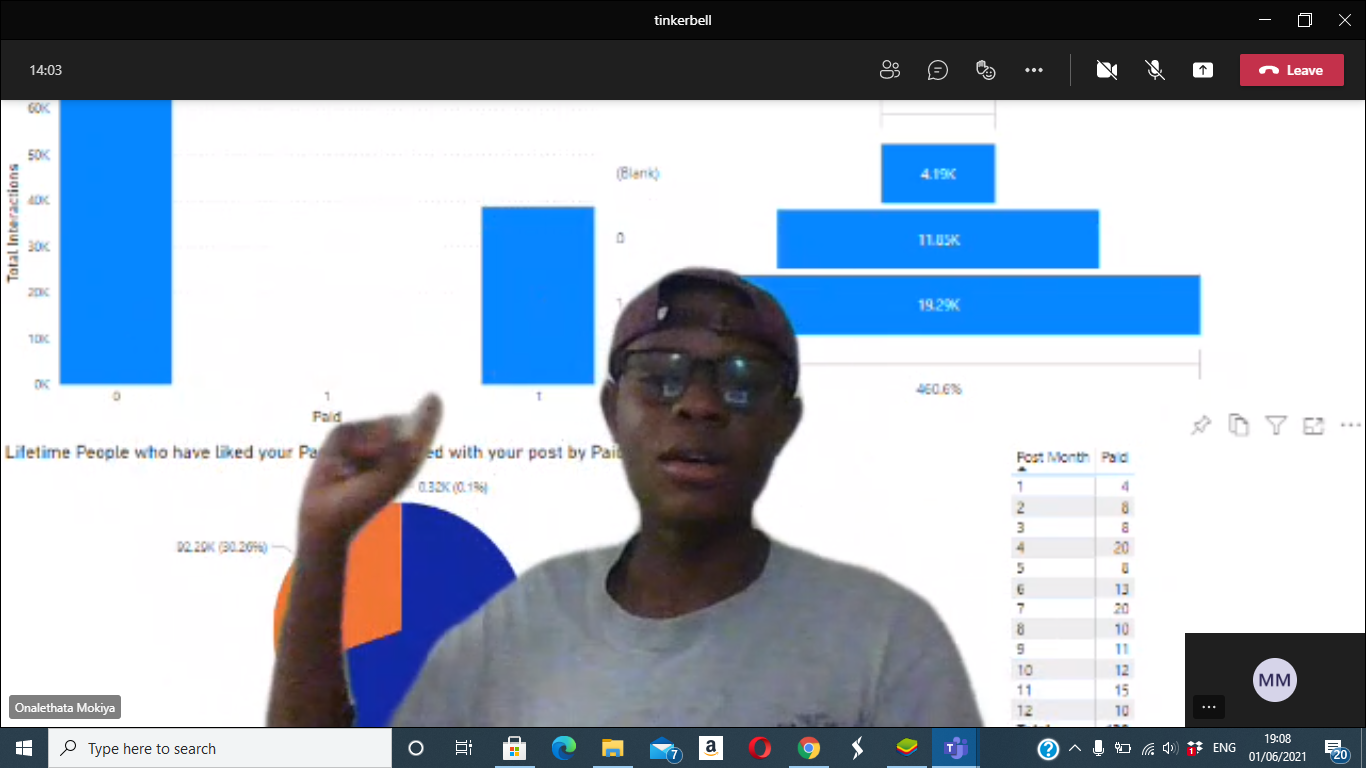 tinkerbell
14:03
Leave
60K
50K
40K
30K
20K
10K
0K
Total Interactions
0
1
1
Paid
(Blank)
0
1
4.19K
11.85K
19.29K
460.6%
Lifetime People who have liked your Pa ed with your post by Paid
0.32K (0.1%)
92.29K (30.26%)
Post Month Paid
1 4
2 8
3 8
4 20
5 8
6 13
7 20
8 10
9 11
10 12
11 15
12 10
MM
Onalethata Mokiya
Type here to search
7
a
1
ENG
19:08
01/06/2021
20